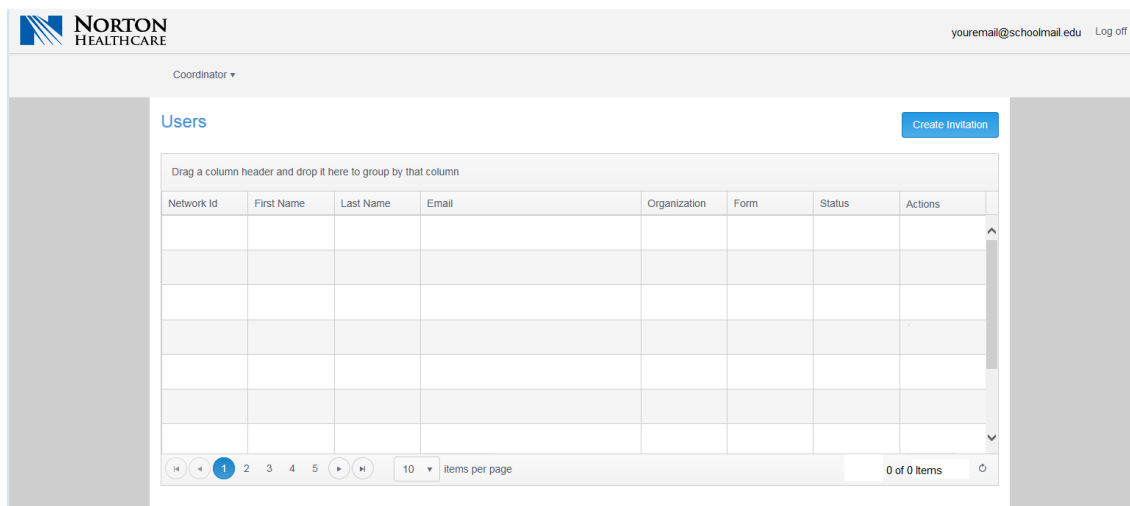 NORTON
HEALTHCARE
youremail@schoolmail.edu Log off
Coordinator
Users
Create Invitation
Drag a column header and drop it here to group by that column
Network Id First Name Last Name Email Organization Form Status Actions
1 2 3 4 5 10 items per page 0 of 0 Items